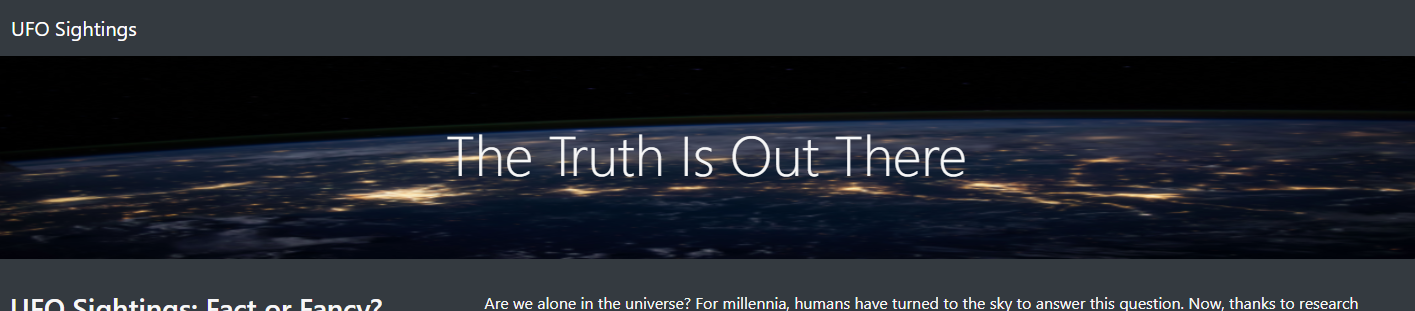 UFO Sightings
The Truth Is Out There
UFO Sightings: Fact or Fancy?
Are we alone in the universe? For millennia, humans have turned to the sky to answer this question. Now, thanks to research